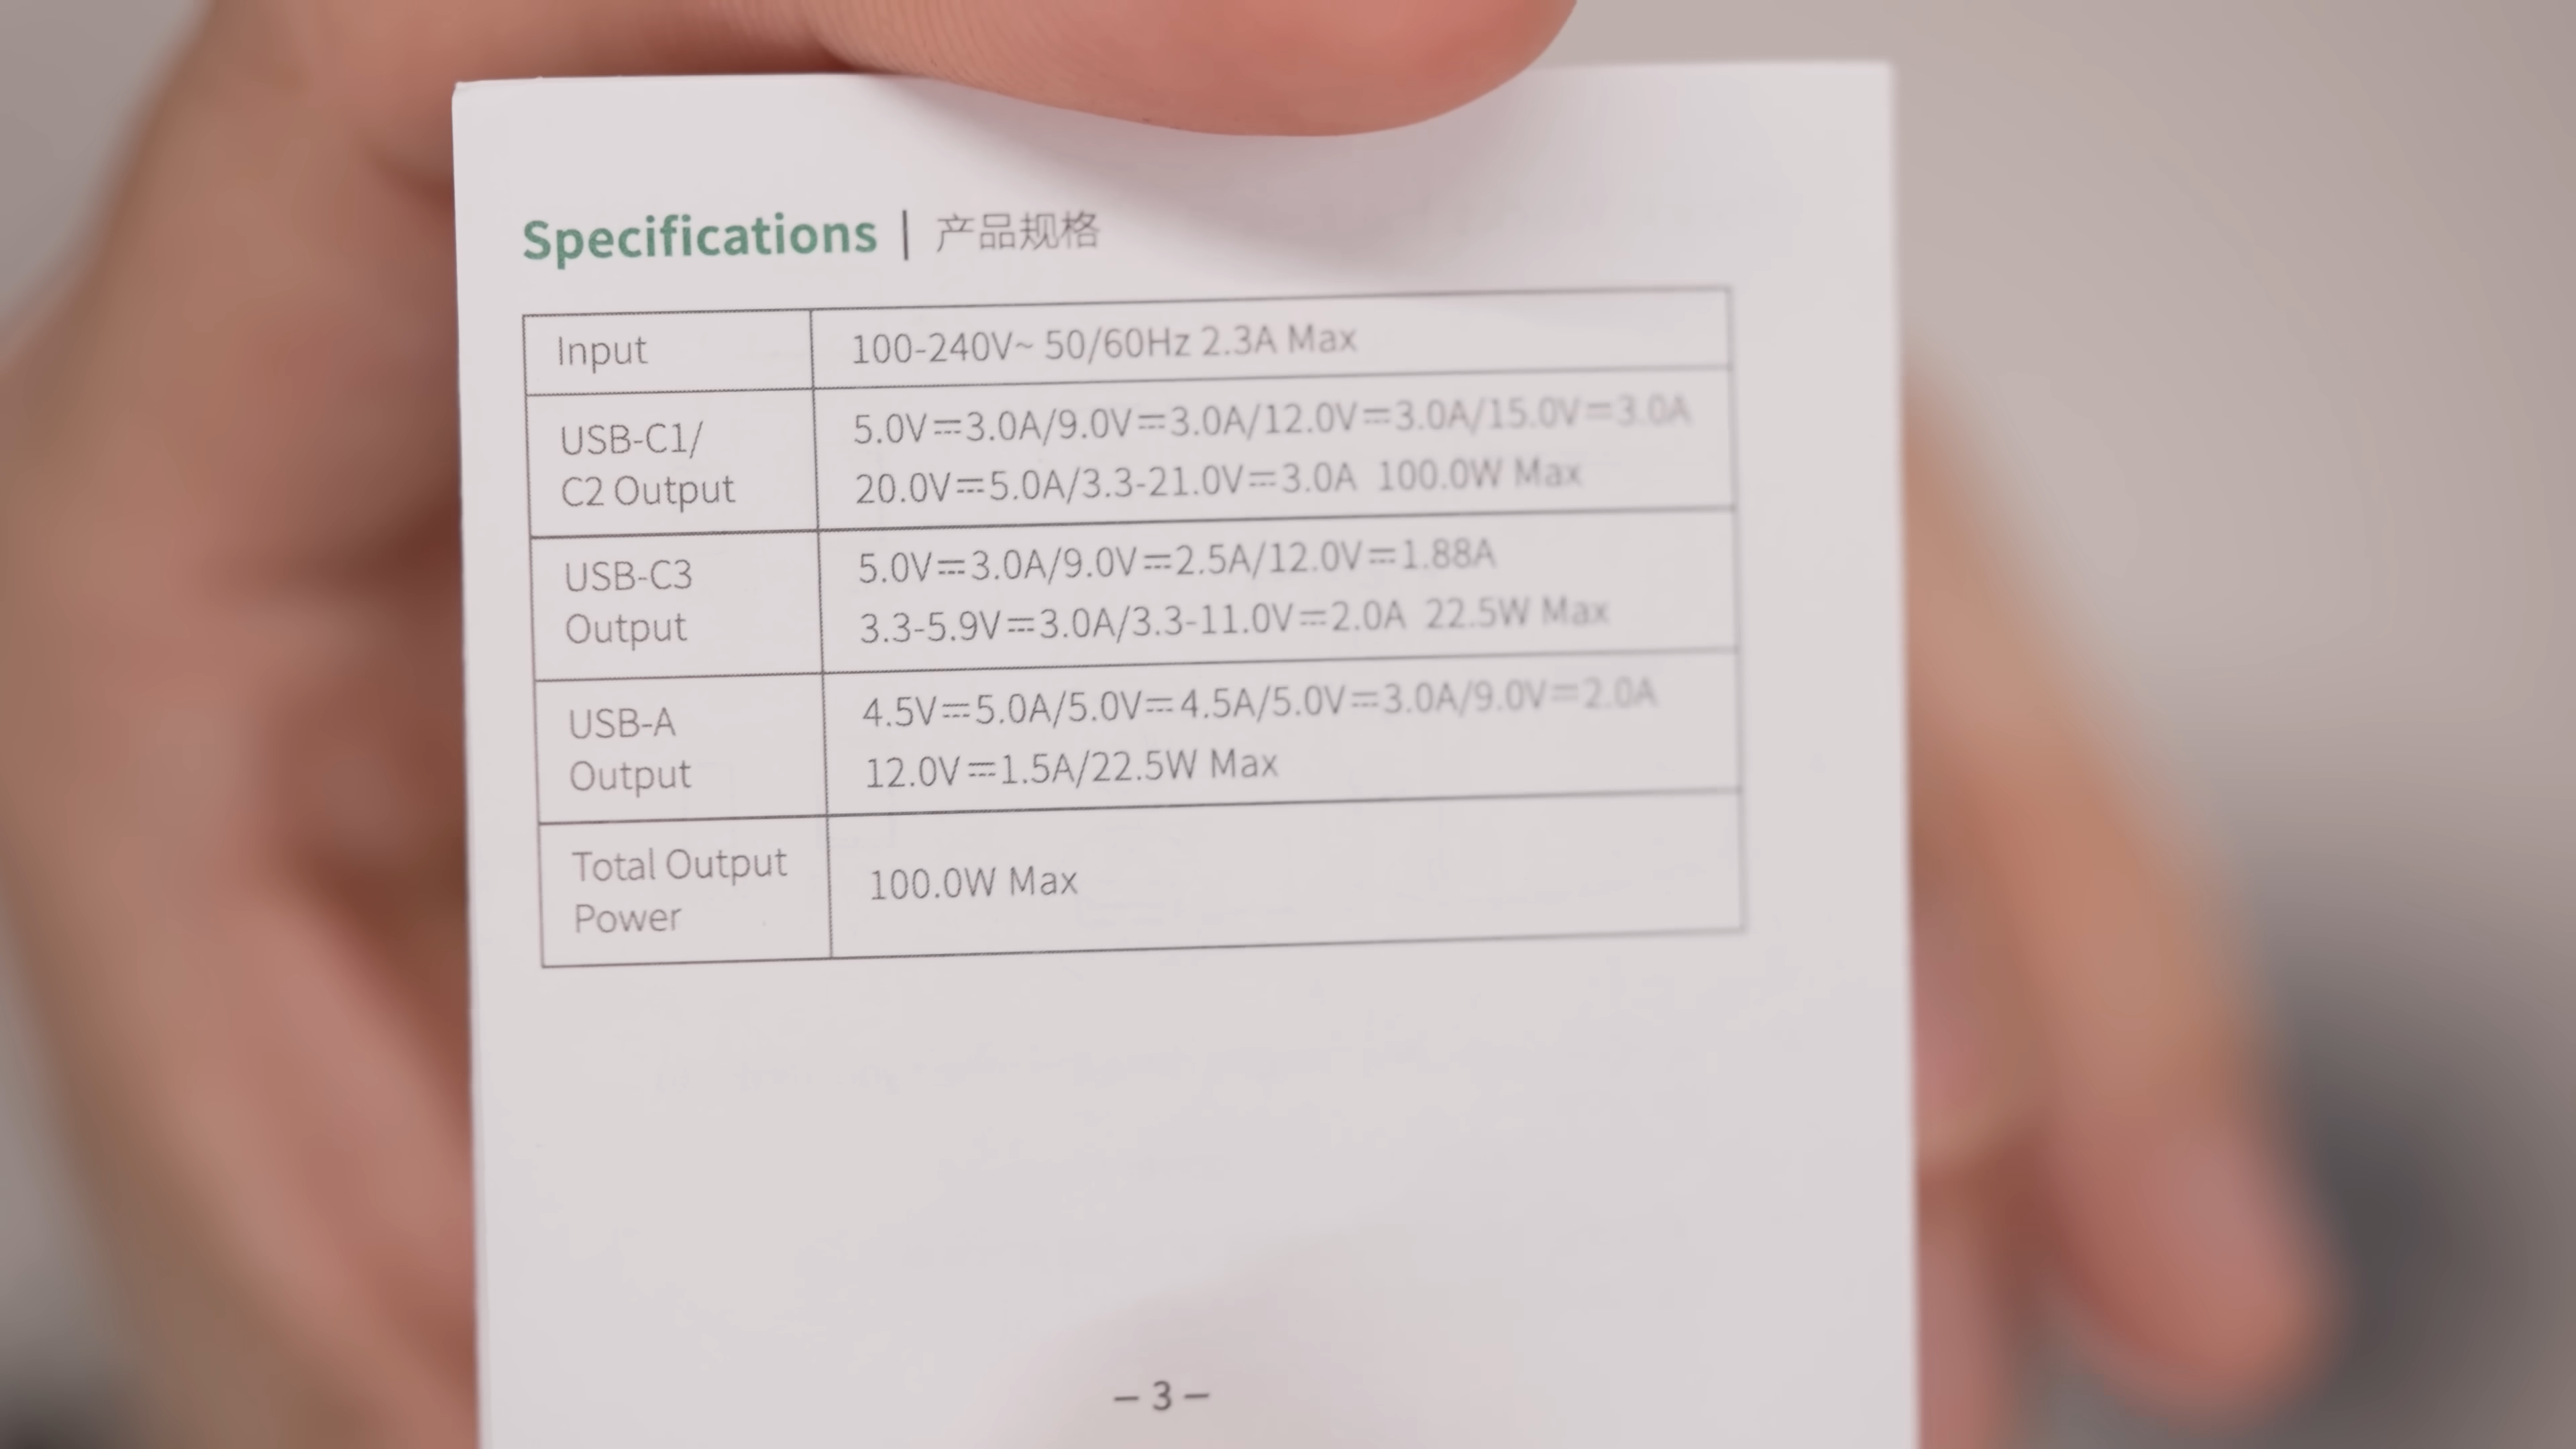 Specifications | 产品规格
Input 100-240V~ 50/60Hz 2.3A Max
USB-C1/ 5.0V⎓3.0A/9.0V⎓3.0A/12.0V⎓3.0A/15.0V⎓3.0A
C2 Output 20.0V⎓5.0A/3.3-21.0V⎓3.0A 100.0W Max
USB-C3 5.0V⎓3.0A/9.0V⎓2.5A/12.0V⎓1.88A
Output 3.3-5.9V⎓3.0A/3.3-11.0V⎓2.0A 22.5W Max
USB-A 4.5V⎓5.0A/5.0V⎓4.5A/5.0V⎓3.0A/9.0V⎓2.0A
Output 12.0V⎓1.5A/22.5W Max
Total Output
Power
100.0W Max
– 3 –